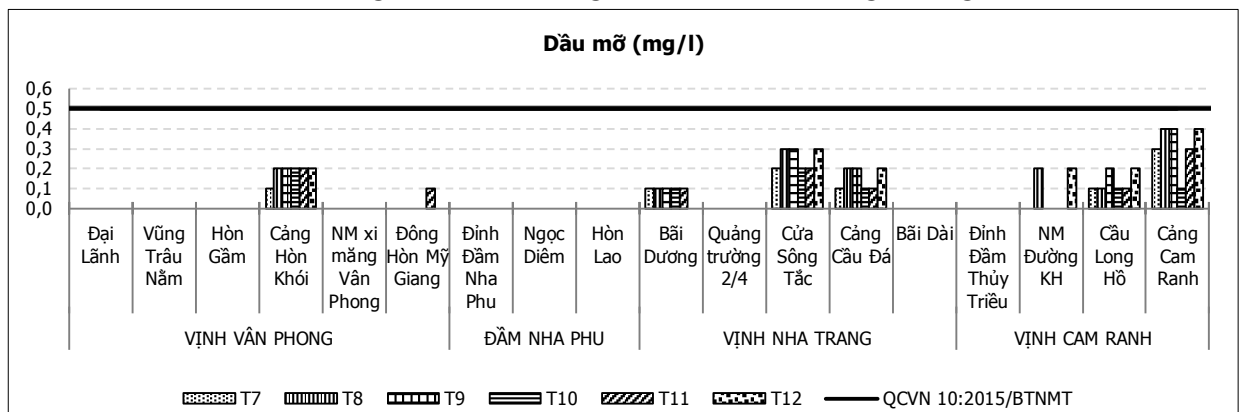 Dầu mỡ (mg/l)
0,6
0,5
0,4
0,3
0,2
0,1
0,0
Đại Lãnh
Vũng Trâu Nằm
Hòn Gầm
Cảng Hòn Khói
NM xi măng Vân Phong
Đông Hòn Mỹ Giang
Đỉnh Đầm Nha Phu
Ngọc Diêm
Hòn Lao
Bãi Dương
Quảng trường 2/4
Cửa Sông Tắc
Cảng Cầu Đá
Bãi Dài
Đỉnh Đầm Thủy Triều
NM Đường KH
Cầu Long Hồ
Cảng Cam Ranh
VỊNH VÂN PHONG
ĐẦM NHA PHU
VỊNH NHA TRANG
VỊNH CAM RANH
T7 T8 T9 T10 T11 T12 QCVN 10:2015/BTNMT